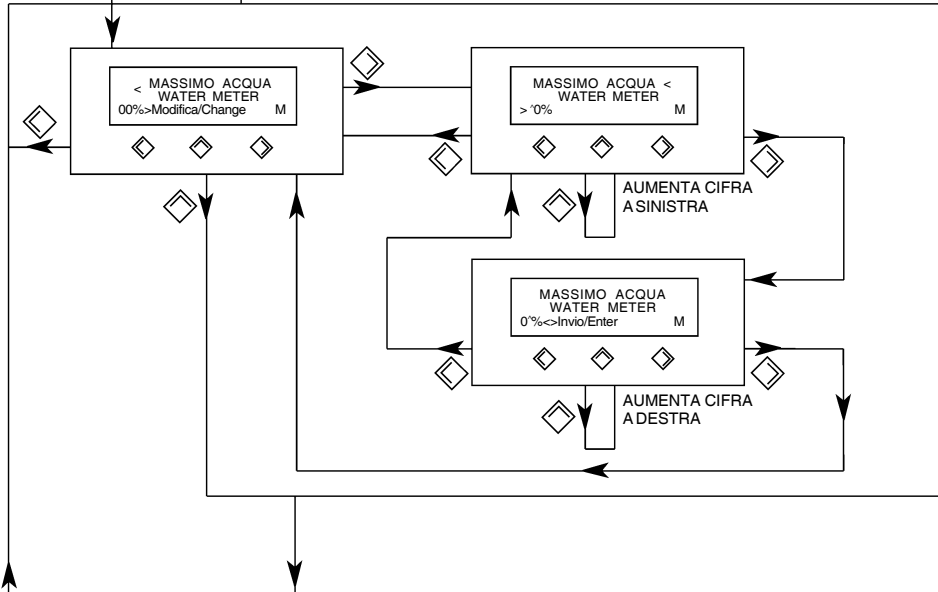 < MASSIMO ACQUA
WATER METER
00%>Modifica/Change M
MASSIMO ACQUA <
WATER METER
> ^0% M
AUMENTA CIFRA
A SINISTRA
MASSIMO ACQUA
WATER METER
0^%<>Invio/Enter M
AUMENTA CIFRA
A DESTRA